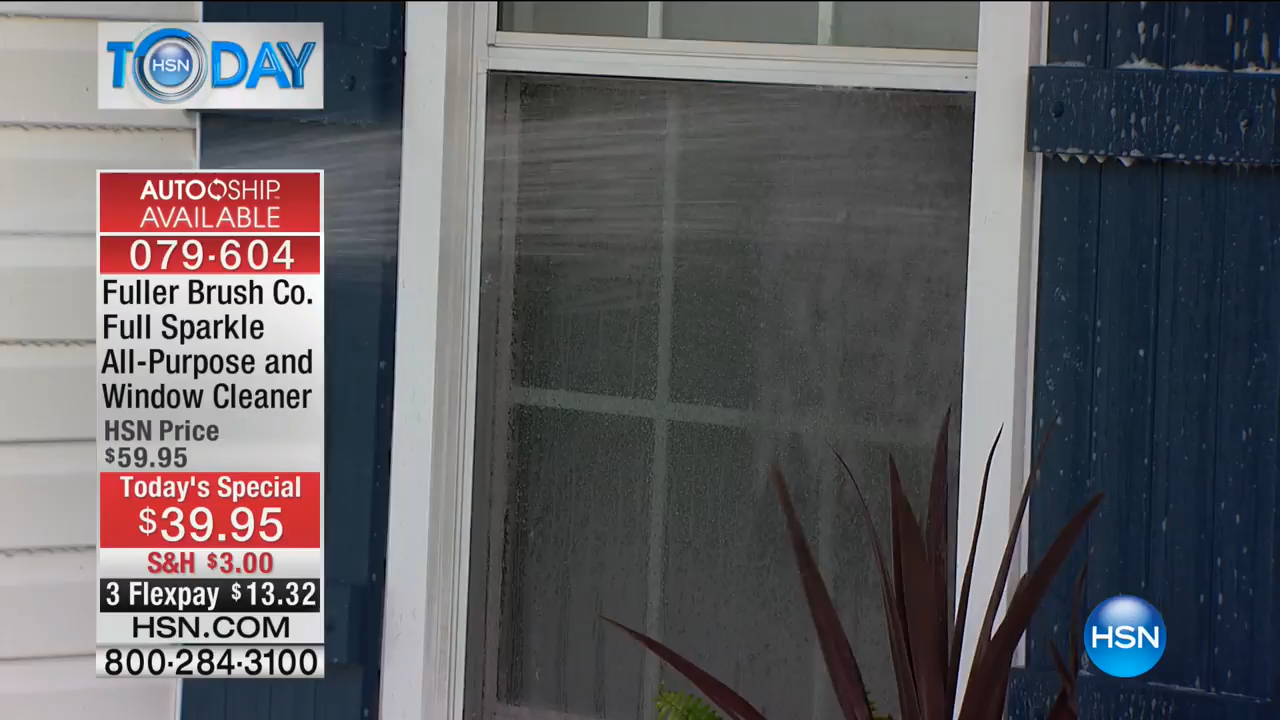 TODAY
HSN
AUTOSHIP
AVAILABLE
079·604
Fuller Brush Co.
Full Sparkle
All-Purpose and
Window Cleaner
HSN Price
$59.95
Today's Special
$39.95
S&H $3.00
3 Flexpay $13.32
HSN.COM
800·284·3100
HSN